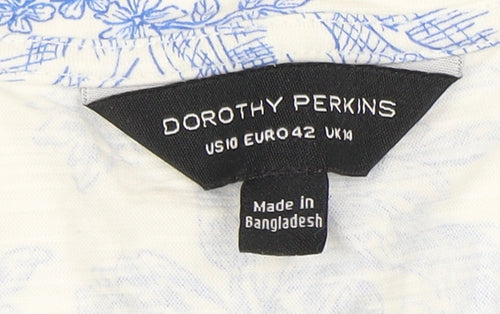 DOROTHY PERKINS
US10 EURO42 UK14
Made in
Bangladesh